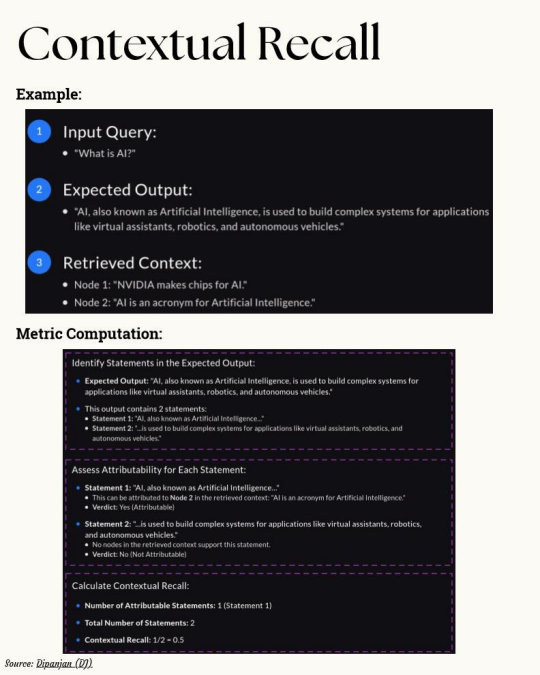 Contextual Recall
Example:
1 Input Query:
• "What is AI?"
2 Expected Output:
• "AI, also known as Artificial Intelligence, is used to build complex systems for applications
like virtual assistants, robotics, and autonomous vehicles."
3 Retrieved Context:
• Node 1: "NVIDIA makes chips for AI."
• Node 2: "AI is an acronym for Artificial Intelligence."
Metric Computation:
Identify Statements in the Expected Output:
• Expected Output: "AI, also known as Artificial Intelligence, is used to build complex systems for
applications like virtual assistants, robotics, and autonomous vehicles."
• This output contains 2 statements:
• Statement 1: "AI, also known as Artificial Intelligence..."
• Statement 2: "...is used to build complex systems for applications like virtual assistants, robotics, and
autonomous vehicles."
Assess Attributability for Each Statement:
• Statement 1: "AI, also known as Artificial Intelligence..."
• This can be attributed to Node 2 in the retrieved context: "AI is an acronym for Artificial Intelligence."
• Verdict: Yes (Attributable)
• Statement 2: "...is used to build complex systems for applications like virtual assistants, robotics,
and autonomous vehicles."
• No nodes in the retrieved context support this statement.
• Verdict: No (Not Attributable)
Calculate Contextual Recall:
• Number of Attributable Statements: 1 (Statement 1)
• Total Number of Statements: 2
• Contextual Recall: 1/2 = 0.5
Source: Dipanjan (DJ)